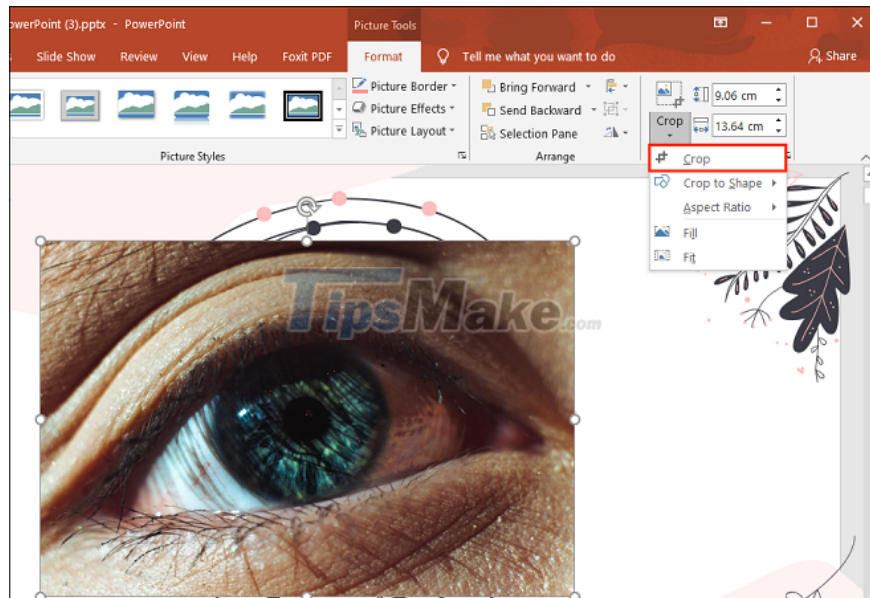 owerPoint (3).pptx - PowerPoint
Picture Tools
Slide Show Review View Help Foxit PDF Format Tell me what you want to do Share
Picture Border
Bring Forward
9.06 cm
Picture Effects
Send Backward
Crop
13.64 cm
Picture Layout
Selection Pane
Picture Styles
Arrange
Crop
Crop to Shape
Aspect Ratio
Fill
Fit
TipsMake.com